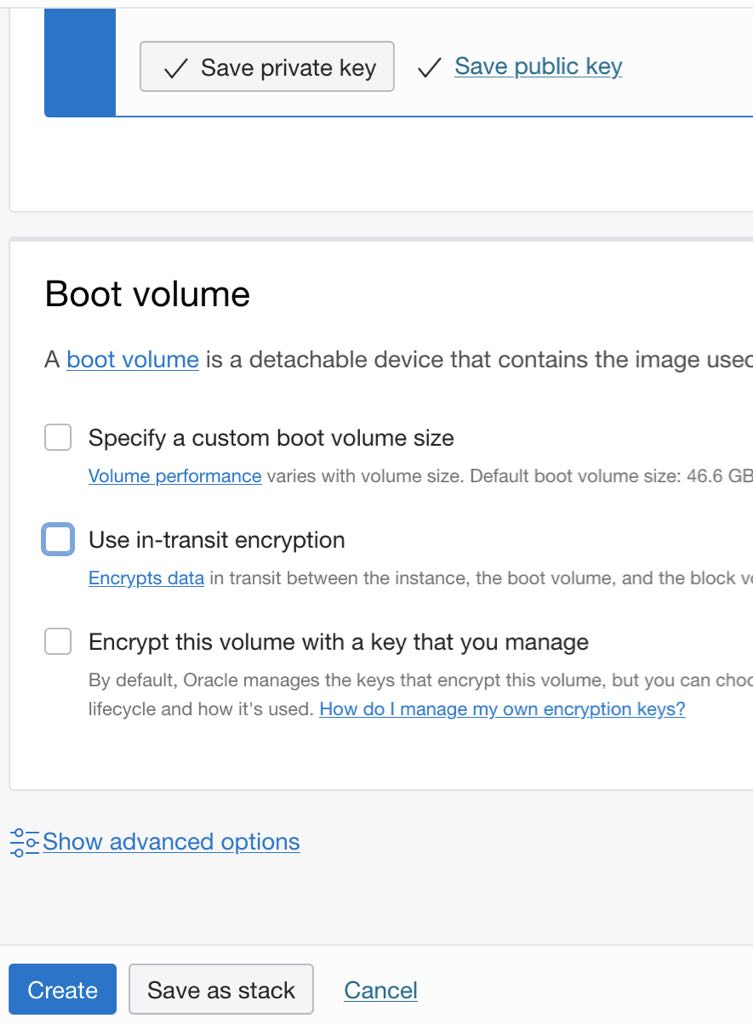 Save private key Save public key
Boot volume
A boot volume is a detachable device that contains the image used
Specify a custom boot volume size
Volume performance varies with volume size. Default boot volume size: 46.6 GB
Use in-transit encryption
Encrypts data in transit between the instance, the boot volume, and the block
Encrypt this volume with a key that you manage
By default, Oracle manages the keys that encrypt this volume, but you can
lifecycle and how it's used. How do I manage my own encryption keys?
Show advanced options
Create Save as stack Cancel